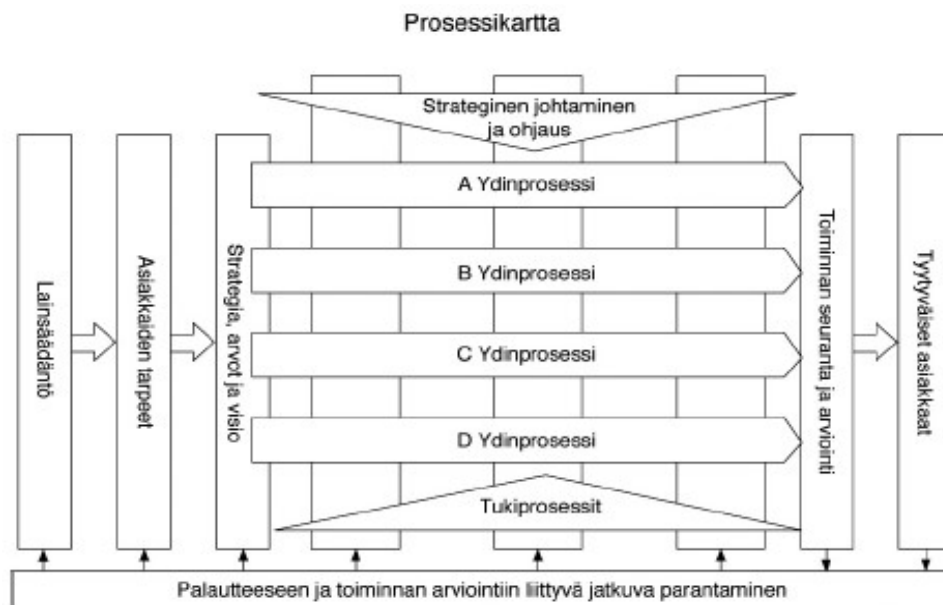 Prosessikartta
Strateginen johtaminen
ja ohjaus
Lainsäädäntö
Asiakkaiden tarpeet
Strategia, arvot ja visio
A Ydinprosessi
B Ydinprosessi
C Ydinprosessi
D Ydinprosessi
Tukiprosessit
Toiminnan seuranta ja arviointi
Tyytyväiset asiakkaat
Palautteeseen ja toiminnan arviointiin liittyvä jatkuva parantaminen